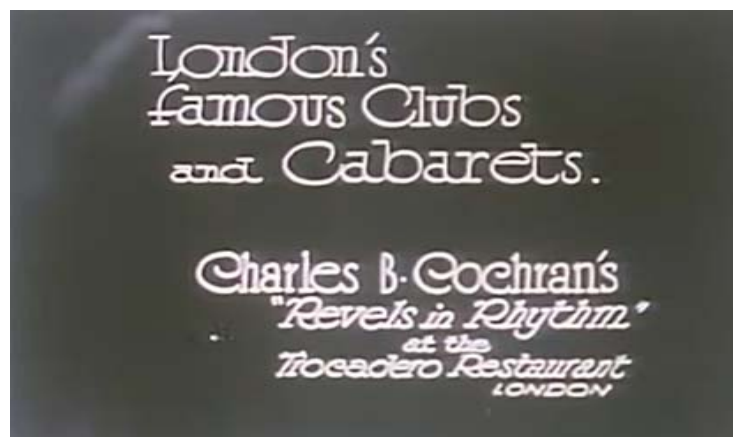 London's
famous Clubs
and Cabarets.
Charles B. Cochran's
"Revels in Rhythm"
at the
Trocadero Restaurant
LONDON